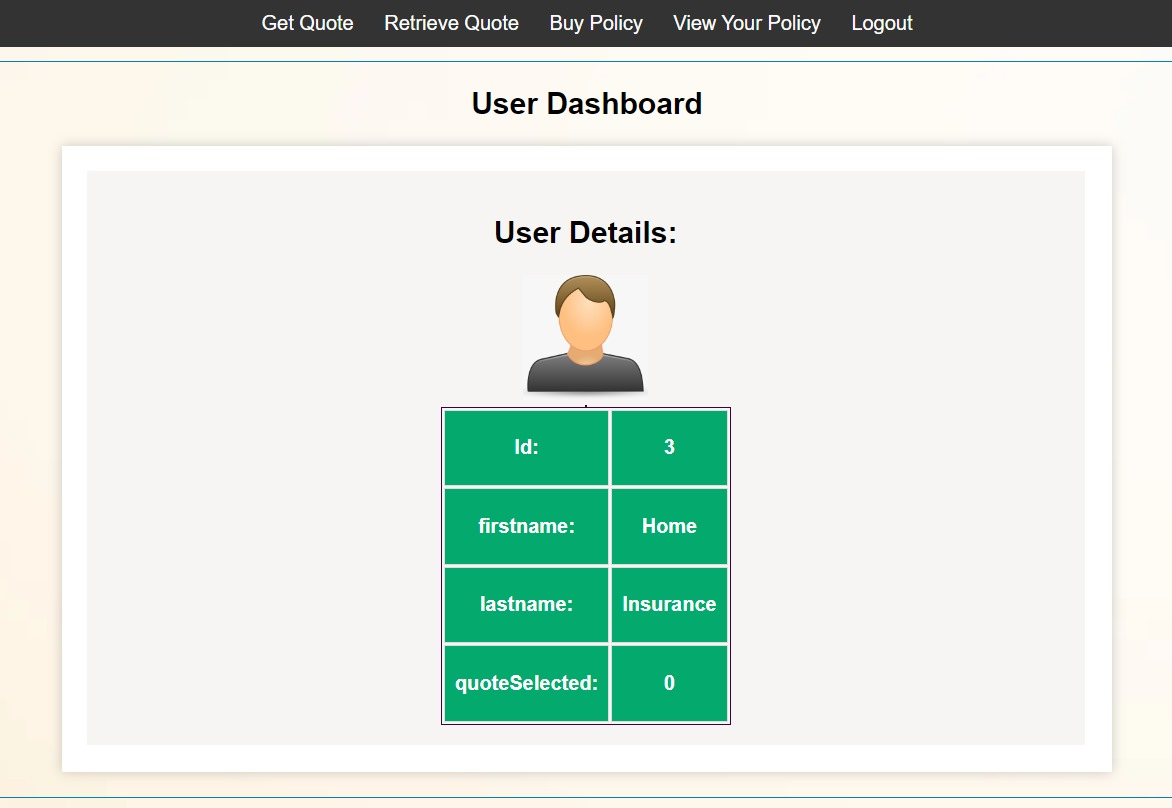 Get Quote Retrieve Quote Buy Policy View Your Policy Logout
User Dashboard
User Details:
Id: 3
firstname: Home
lastname: Insurance
quoteSelected: 0